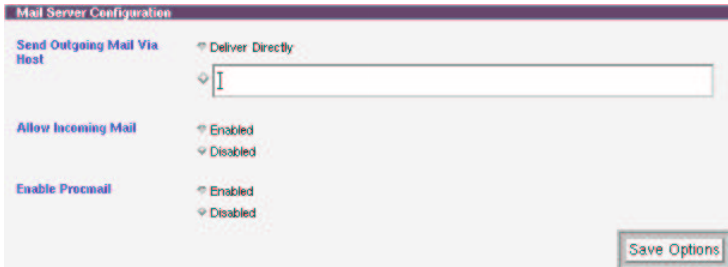 Mail Server Configuration
Send Outgoing Mail Via
Host
Deliver Directly
Allow Incoming Mail
Enabled
Disabled
Enable Procmail
Enabled
Disabled
Save Options